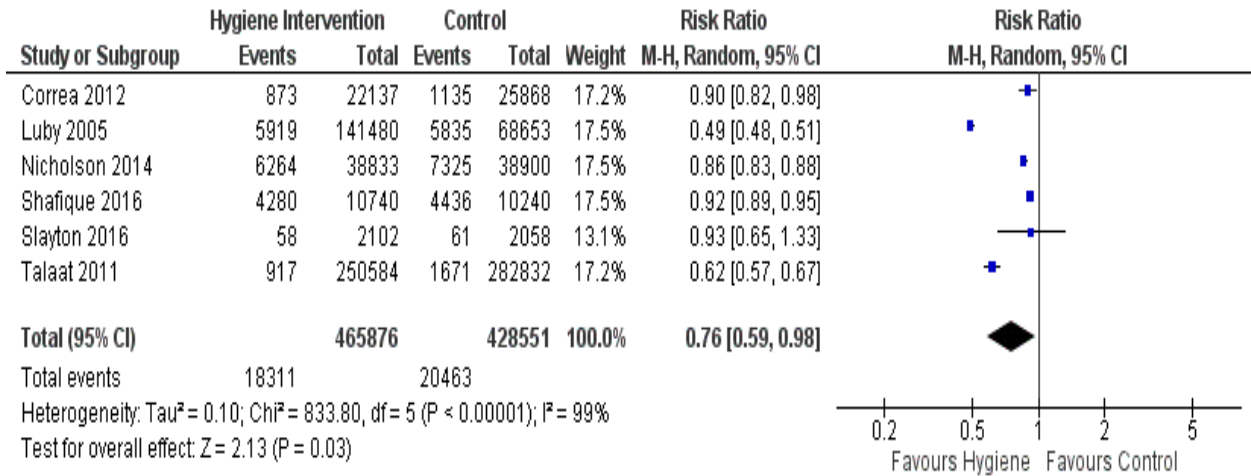 Hygiene Intervention Control Risk Ratio Risk Ratio
Study or Subgroup Events Total Events Total Weight M-H, Random, 95% CI M-H, Random, 95% CI
Correa 2012 873 22137 1135 25868 17.2% 0.90 [0.82, 0.98]
Luby 2005 5919 141480 5835 68653 17.5% 0.49 [0.48, 0.51]
Nicholson 2014 6264 38833 7325 38900 17.5% 0.86 [0.83, 0.88]
Shafique 2016 4280 10740 4436 10240 17.5% 0.92 [0.89, 0.95]
Slayton 2016 58 2102 61 2058 13.1% 0.93 [0.65, 1.33]
Talaat 2011 917 250584 1671 282832 17.2% 0.62 [0.57, 0.67]
Total (95% CI) 465876 428551 100.0% 0.76 [0.59, 0.98]
Total events 18311 20463
Heterogeneity: Tau² = 0.10; Chi² = 833.80, df = 5 (P < 0.00001); I² = 99%
Test for overall effect: Z = 2.13 (P = 0.03)
0.2 0.5 1 2 5
Favours Hygiene Favours Control